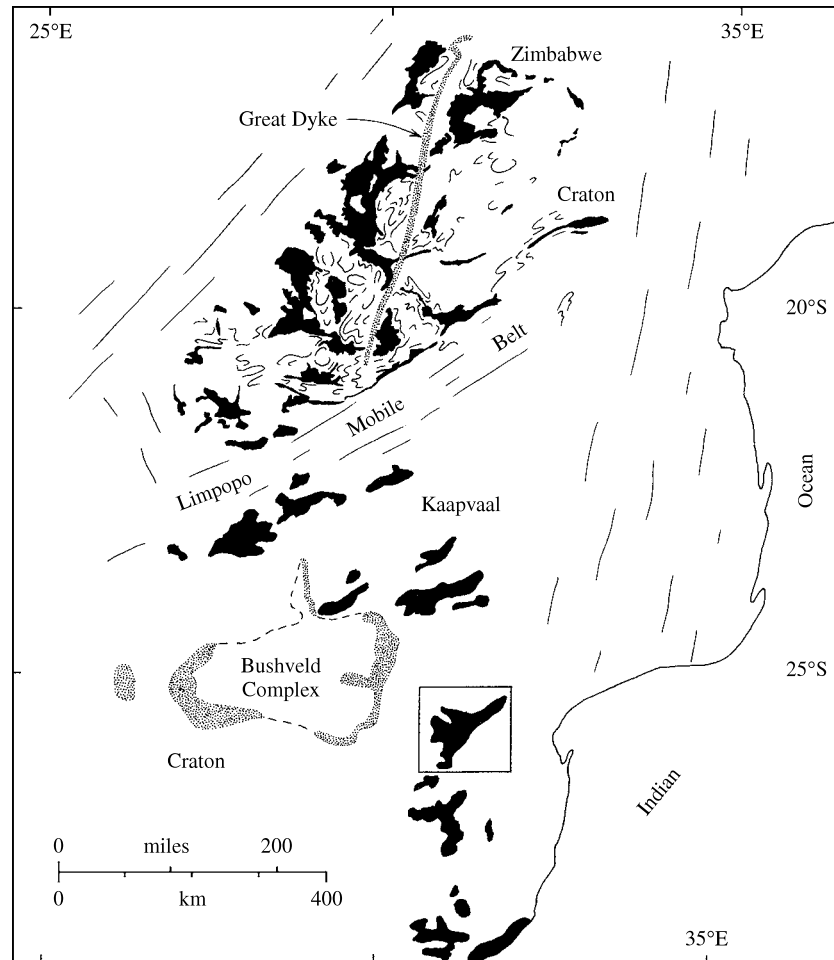 25°E
35°E
Zimbabwe
Great Dyke
Craton
20°S
Belt
Mobile
Limpopo
Ocean
Kaapvaal
Bushveld
Complex
25°S
Craton
Indian
0 miles 200
0 km 400
35°E